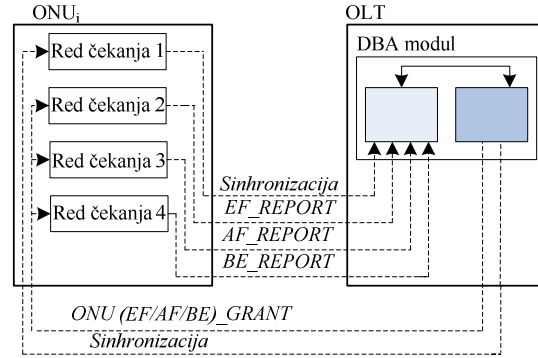 ONUi
OLT
DBA modul
Red čekanja 1
Red čekanja 2
Red čekanja 3
Red čekanja 4
Sinhronizacija
EF_REPORT
AF_REPORT
BE_REPORT
ONU (EF/AF/BE)_GRANT
Sinhronizacija